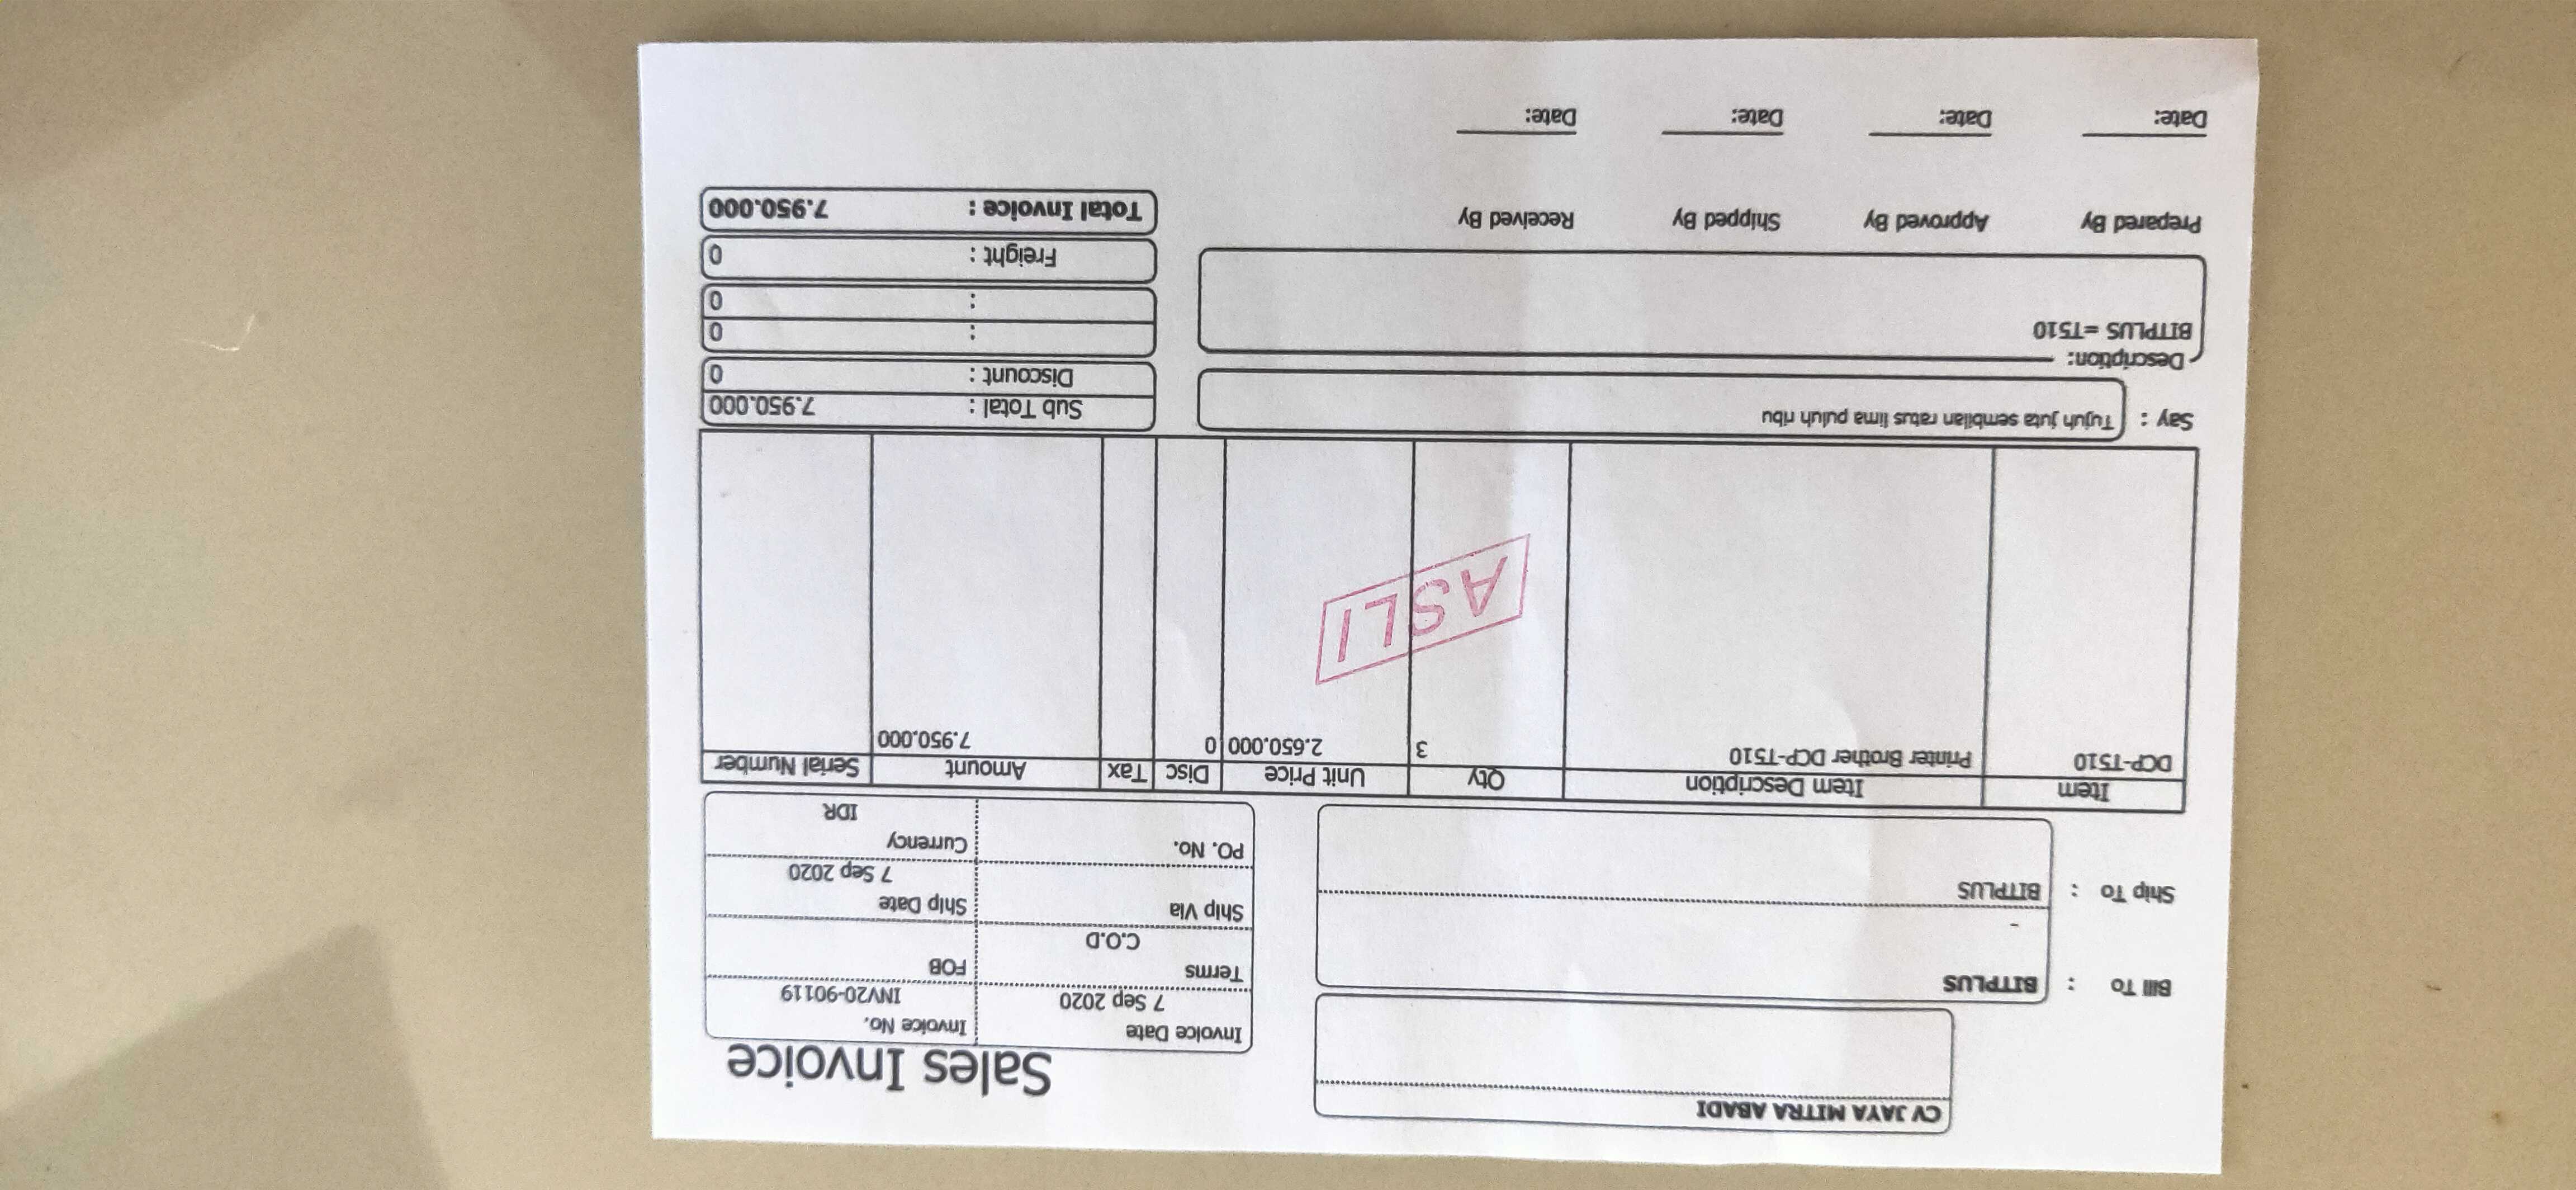 CV JAYA MITRA ABADI
Sales Invoice
Bill To : BITPLUS
-
Ship To : BITPLUS
Invoice Date
7 Sep 2020
Invoice No.
INV20-90119
Terms
C.O.D
FOB
Ship Via
Ship Date
7 Sep 2020
PO. No.
Currency
IDR
Item Item Description Qty Unit Price Disc Tax Amount Serial Number
DCP-T510 Printer Brother DCP-T510 3 2.650.000 0 7.950.000
ASLI
Say : Tujuh juta sembilan ratus lima puluh ribu
Sub Total : 7.950.000
Discount : 0
: 0
: 0
Freight : 0
Total Invoice : 7.950.000
Description:
BITPLUS =T510
Prepared By Approved By Shipped By Received By
Date: Date: Date: Date: